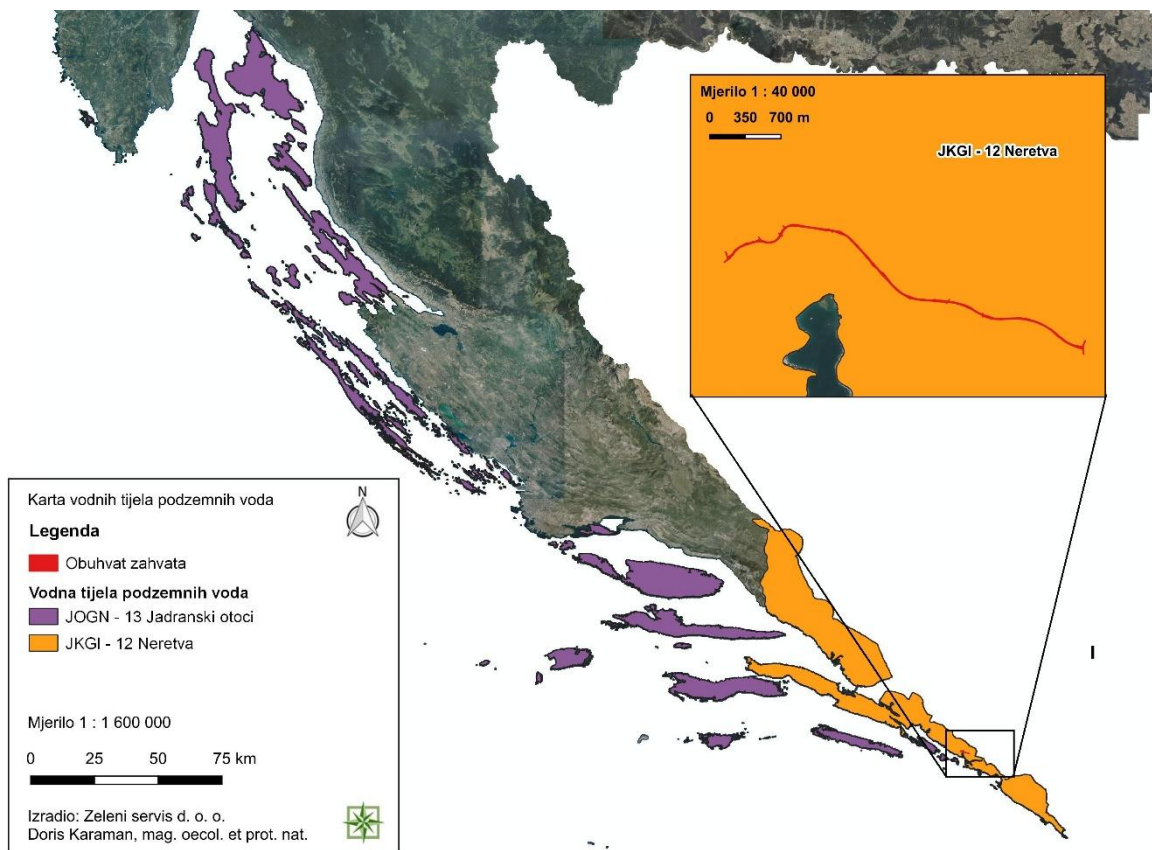 Mjerilo 1 : 40 000
0 350 700 m
JKGI - 12 Neretva
Karta vodnih tijela podzemnih voda
N
Legenda
Obuhvat zahvata
Vodna tijela podzemnih voda
JOGN - 13 Jadranski otoci
JKGI - 12 Neretva
Mjerilo 1 : 1 600 000
0 25 50 75 km
Izradio: Zeleni servis d. o. o.
Doris Karaman, mag. oecol. et prot. nat.
I